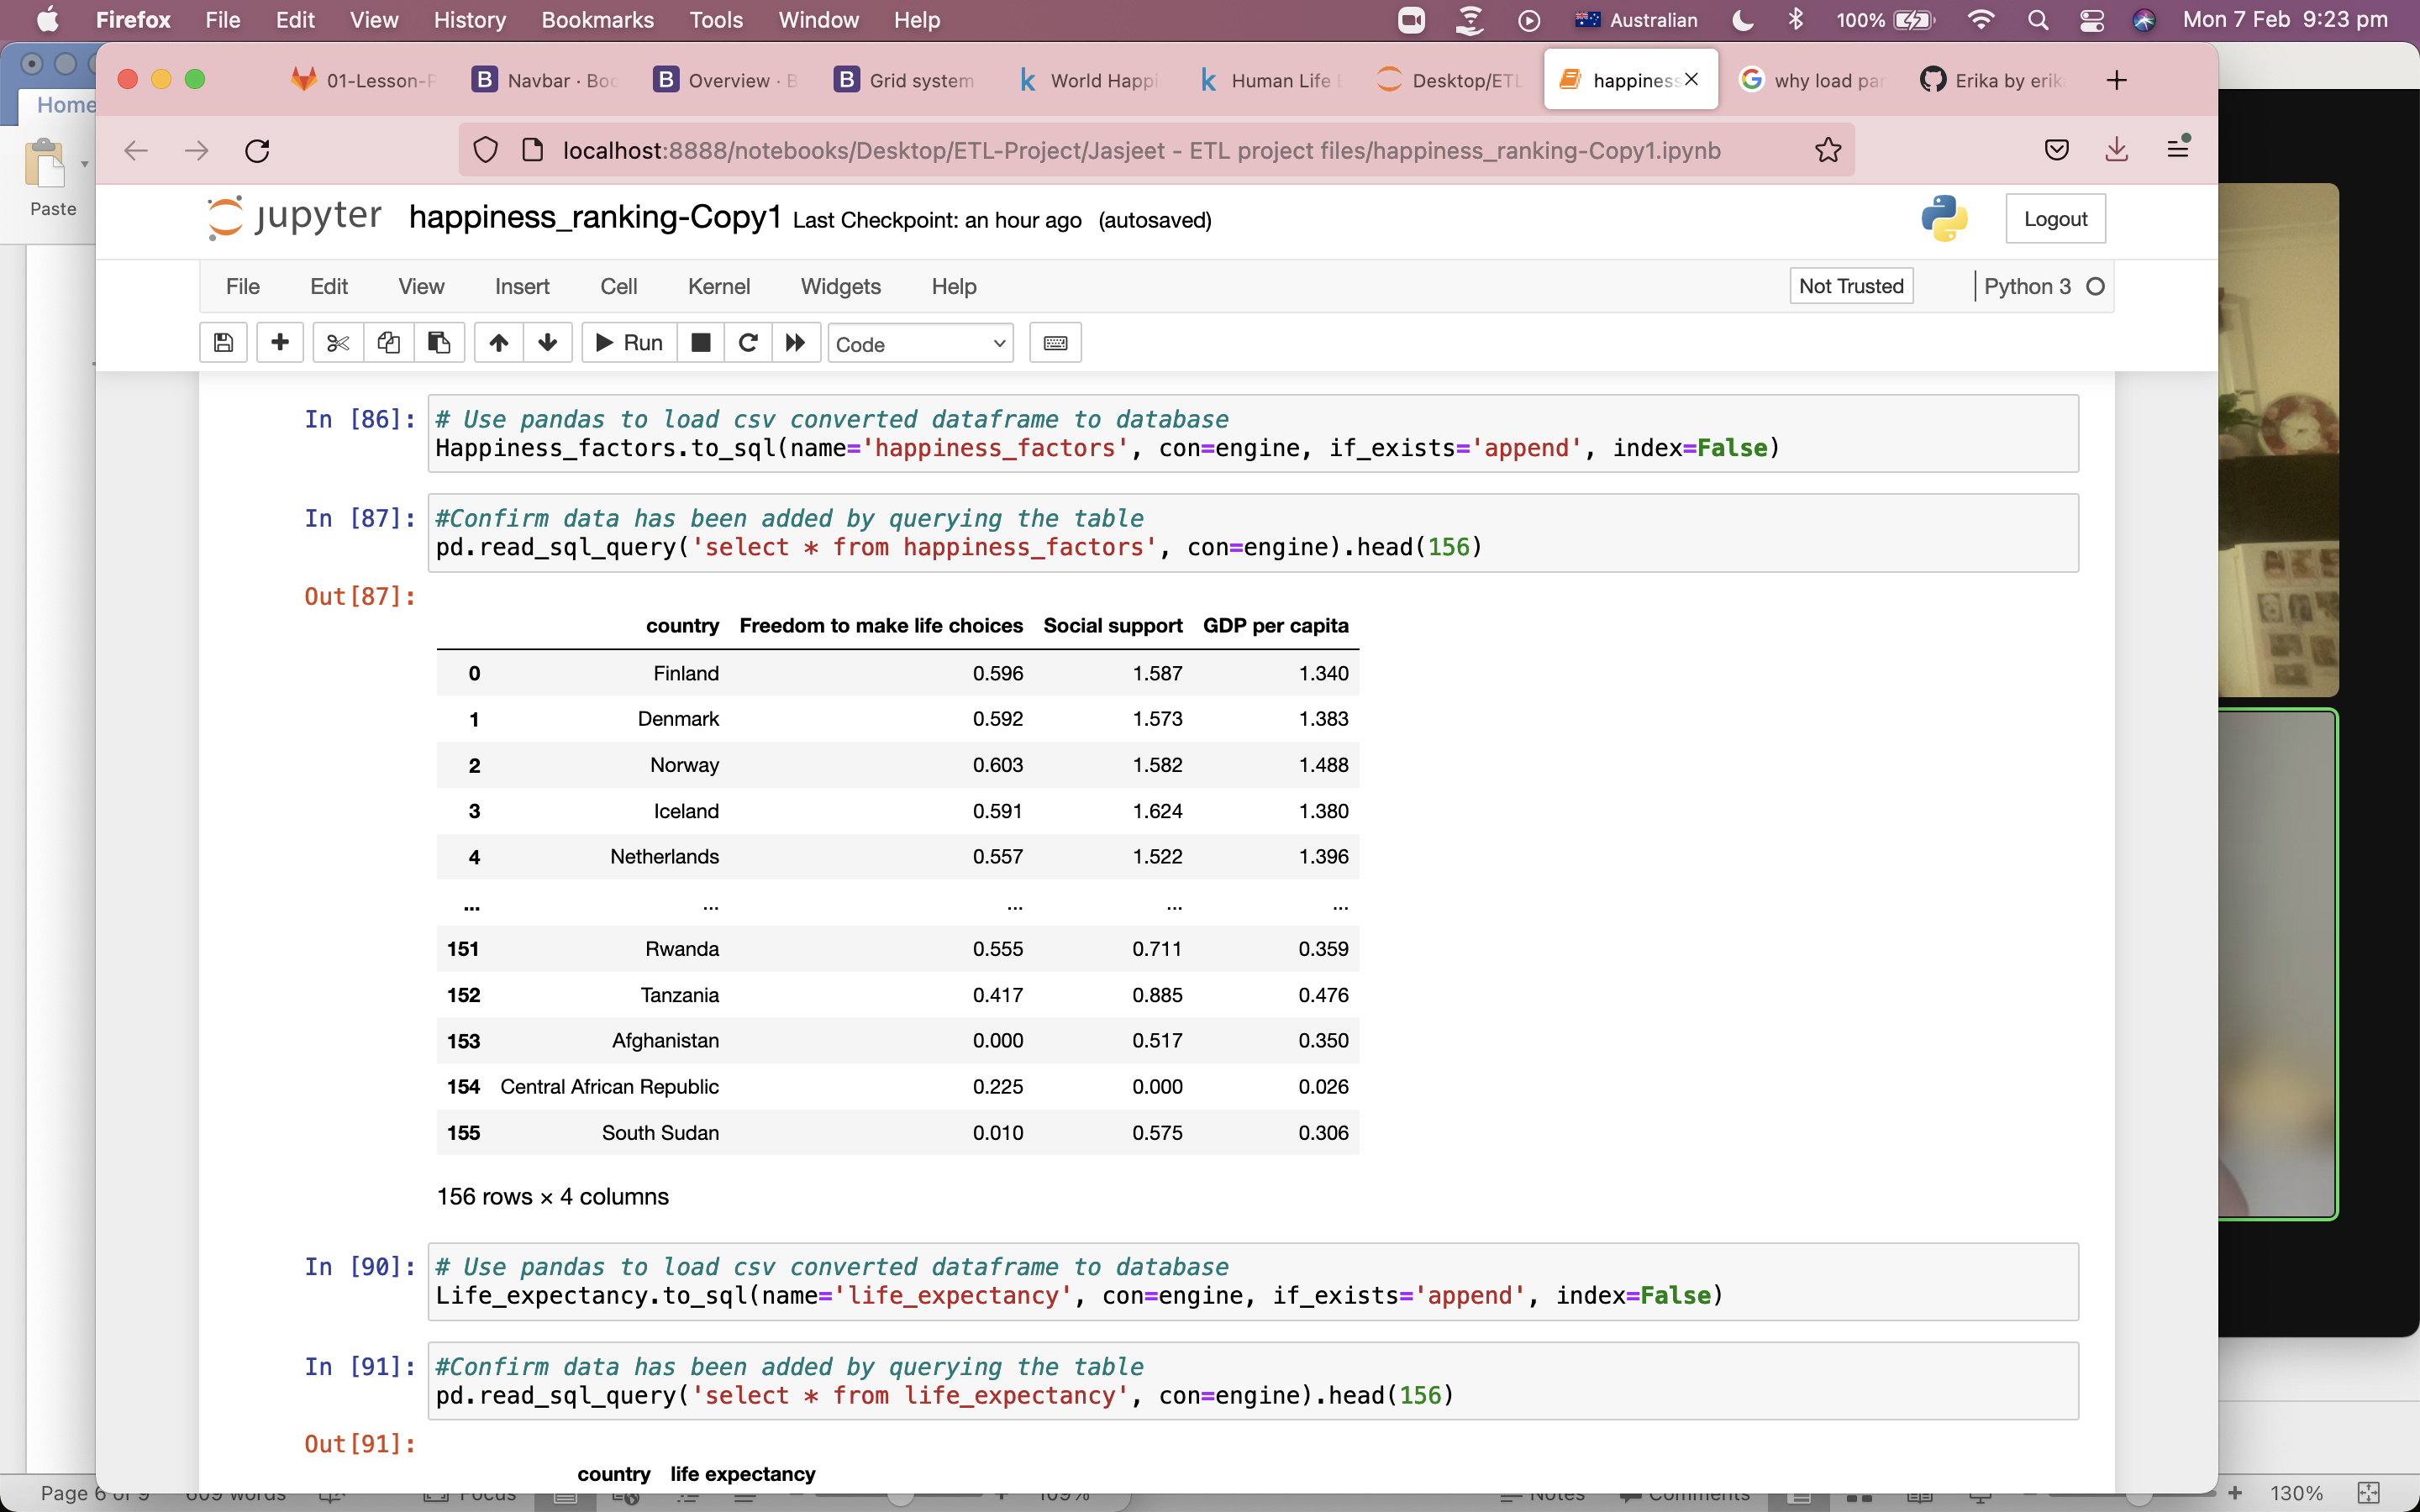 Firefox File Edit View History Bookmarks Tools Window Help Australian 100% Mon 7 Feb 9:23 pm
Home
01-Lesson-P Navbar · Boo Overview · B Grid system World Happi Human Life Desktop/ETL happiness why load par Erika by erik
localhost:8888/notebooks/Desktop/ETL-Project/Jasjeet - ETL project files/happiness_ranking-Copy1.ipynb
Paste
jupyter happiness_ranking-Copy1 Last Checkpoint: an hour ago (autosaved) Logout
File Edit View Insert Cell Kernel Widgets Help Not Trusted Python 3
Run Code
In [86]: # Use pandas to load csv converted dataframe to database
Happiness_factors.to_sql(name='happiness_factors', con=engine, if_exists='append', index=False)
In [87]: #Confirm data has been added by querying the table
pd.read_sql_query('select * from happiness_factors', con=engine).head(156)
Out[87]:
country Freedom to make life choices Social support GDP per capita
0 Finland 0.596 1.587 1.340
1 Denmark 0.592 1.573 1.383
2 Norway 0.603 1.582 1.488
3 Iceland 0.591 1.624 1.380
4 Netherlands 0.557 1.522 1.396
... ... ... ... ...
151 Rwanda 0.555 0.711 0.359
152 Tanzania 0.417 0.885 0.476
153 Afghanistan 0.000 0.517 0.350
154 Central African Republic 0.225 0.000 0.026
155 South Sudan 0.010 0.575 0.306
156 rows × 4 columns
In [90]: # Use pandas to load csv converted dataframe to database
Life_expectancy.to_sql(name='life_expectancy', con=engine, if_exists='append', index=False)
In [91]: #Confirm data has been added by querying the table
pd.read_sql_query('select * from life_expectancy', con=engine).head(156)
Out[91]:
country life expectancy
Page 6 of 9 609 words Focus 109% Notes Comments 130%